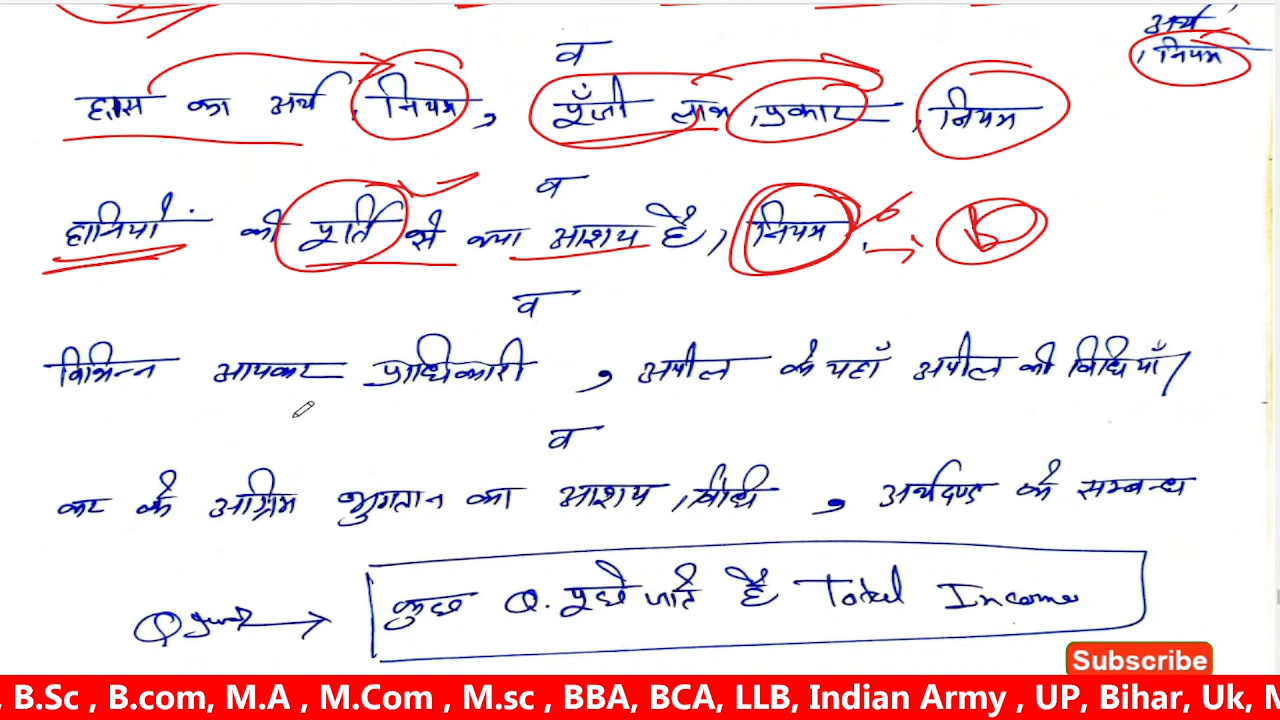 अर्थ
, नियम
व
ह्रास का अर्थ , नियम , पूँजी लाभ , प्रकार , नियम
व
हानियों की पूर्ति से क्या आशय है , नियम , →
व
विभिन्न आयकर प्राधिकारी , अपील के यहाँ अपील की विधियाँ /
व
कर के अग्रिम भुगतान का आशय , विधि , अर्थदण्ड के सम्बन्ध
→ कुछ Q. पूछे जाते है Total Income
Subscribe
, B.Sc , B.com, M.A , M.Com , M.sc , BBA, BCA, LLB, Indian Army , UP, Bihar, Uk,